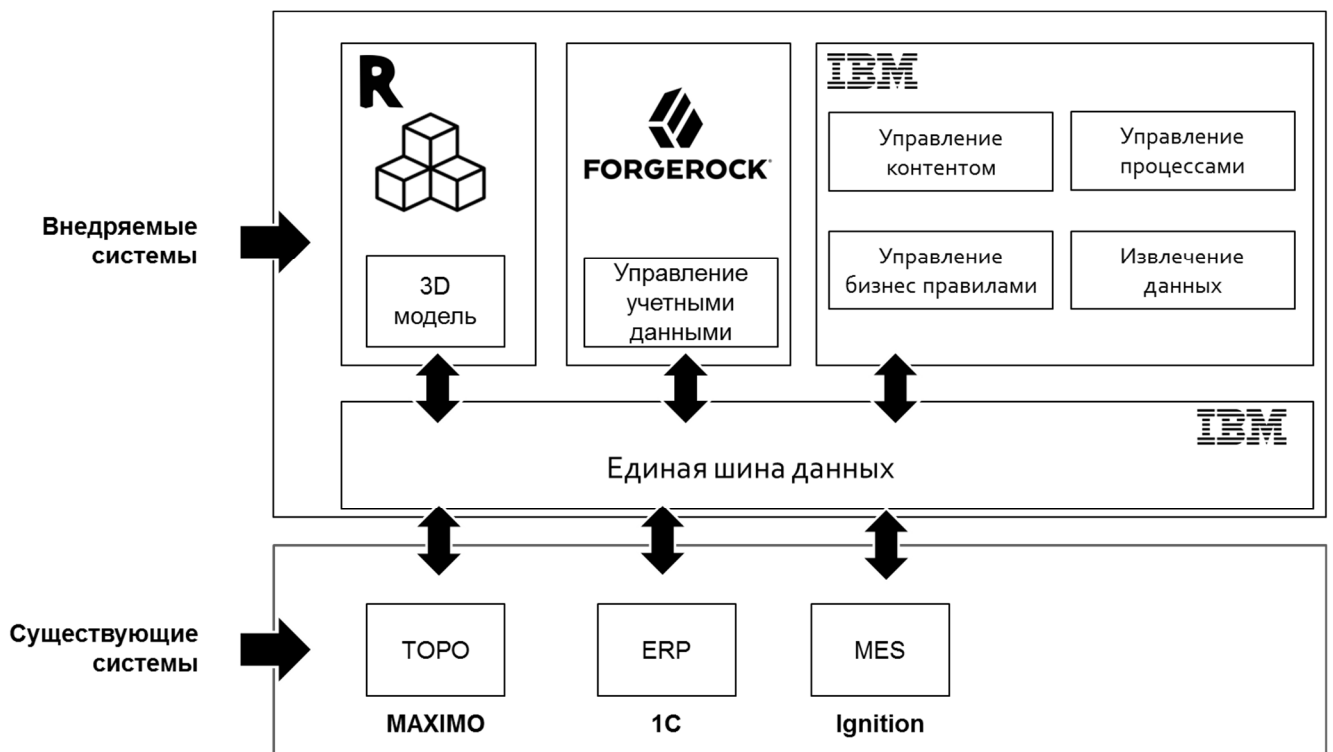 R
IBM
Управление
контентом
Управление
процессами
FORGEROCK
Внедряемые
системы
3D
модель
Управление
учетными
данными
Управление
бизнес правилами
Извлечение
данных
IBM
Единая шина данных
Существующие
системы
ТОРО
ERP
MES
MAXIMO
1C
Ignition